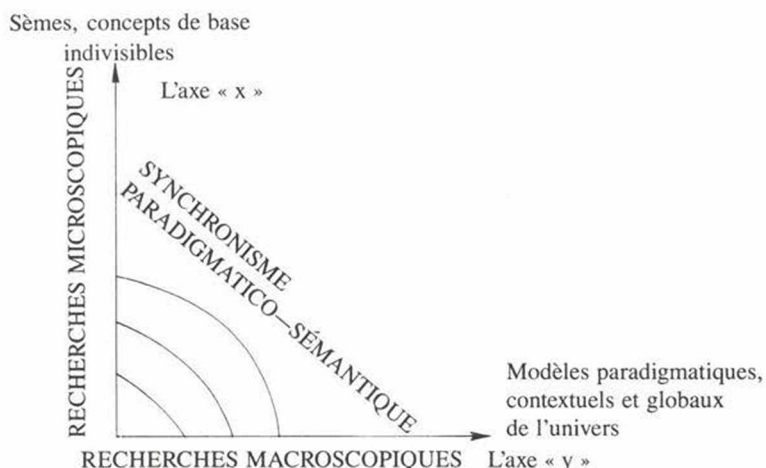 Sèmes, concepts de base
indivisibles
L'axe « x »
RECHERCHES MICROSCOPIQUES
SYNCHRONISME
PARADIGMATICO—SÉMANTIQUE
Modèles paradigmatiques,
contextuels et globaux
de l'univers
RECHERCHES MACROSCOPIQUES L'axe « y »